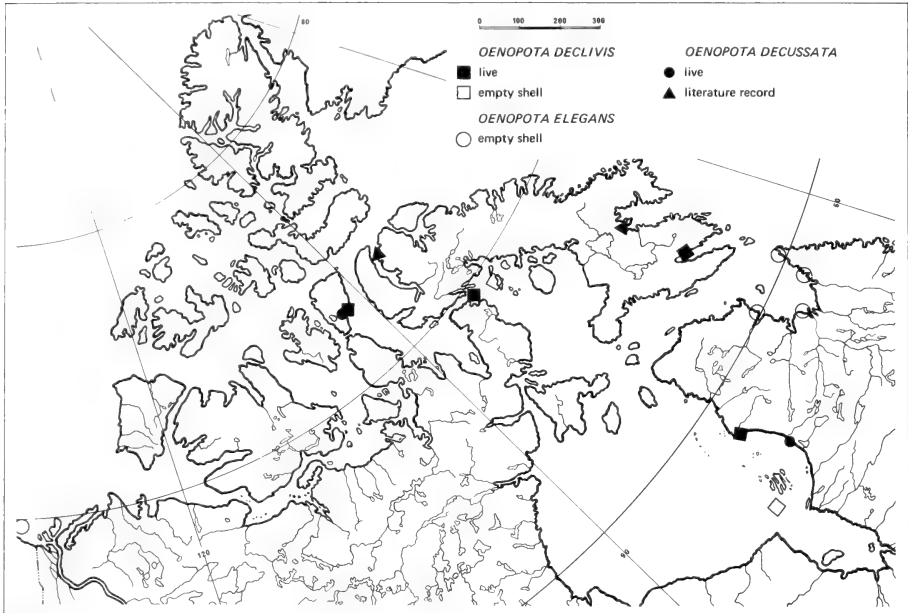 0 100 200 300
OENOPOTA DECLIVIS
live
empty shell
OENOPOTA ELEGANS
empty shell
OENOPOTA DECUSSATA
live
literature record
80
60
120